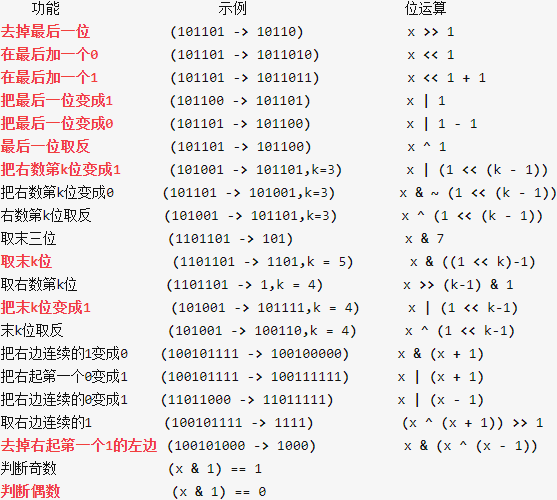 功能 示例 位运算
去掉最后一位 (101101 -> 10110) x >> 1
在最后加一个0 (101101 -> 1011010) x << 1
在最后加一个1 (101101 -> 1011011) x << 1 + 1
把最后一位变成1 (101100 -> 101101) x | 1
把最后一位变成0 (101101 -> 101100) x | 1 - 1
最后一位取反 (101101 -> 101100) x ^ 1
把右数第k位变成1 (101001 -> 101101,k=3) x | (1 << (k - 1))
把右数第k位变成0 (101101 -> 101001,k=3) x & ~ (1 << (k - 1))
右数第k位取反 (101001 -> 101101,k=3) x ^ (1 << (k - 1))
取末三位 (1101101 -> 101) x & 7
取末k位 (1101101 -> 1101,k = 5) x & ((1 << k)-1)
取右数第k位 (1101101 -> 1,k = 4) x >> (k-1) & 1
把末k位变成1 (101001 -> 101111,k = 4) x | (1 << k-1)
末k位取反 (101001 -> 100110,k = 4) x ^ (1 << k-1)
把右边连续的1变成0 (100101111 -> 100100000) x & (x + 1)
把右起第一个0变成1 (100101111 -> 100111111) x | (x + 1)
把右边连续的0变成1 (11011000 -> 11011111) x | (x - 1)
取右边连续的1 (100101111 -> 1111) (x ^ (x + 1)) >> 1
去掉右起第一个1的左边 (100101000 -> 1000) x & (x ^ (x - 1))
判断奇数 (x & 1) == 1
判断偶数 (x & 1) == 0